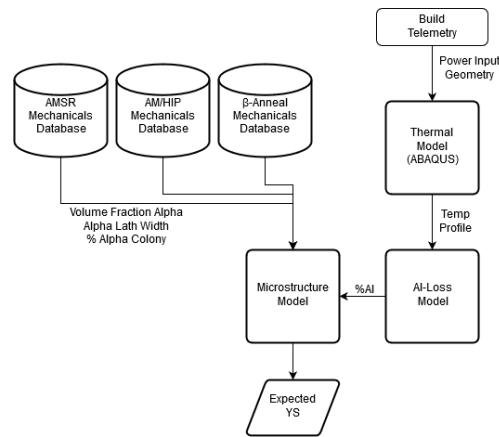 Build
Telemetry
Power Input
Geometry
AMSR
Mechanicals
Database
AM/HIP
Mechanicals
Database
β-Anneal
Mechanicals
Database
Thermal
Model
(ABAQUS)
Volume Fraction Alpha
Alpha Lath Width
% Alpha Colony
Temp
Profile
Microstructure
Model
%Al
Al-Loss
Model
Expected
YS